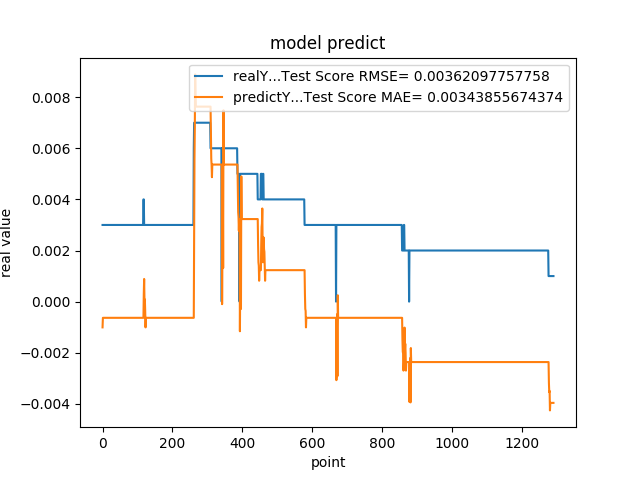 model predict
realY...Test Score RMSE= 0.00362097757758
predictY...Test Score MAE= 0.00343855674374
0.008
0.006
0.004
0.002
0.000
−0.002
−0.004
real value
0 200 400 600 800 1000 1200
point